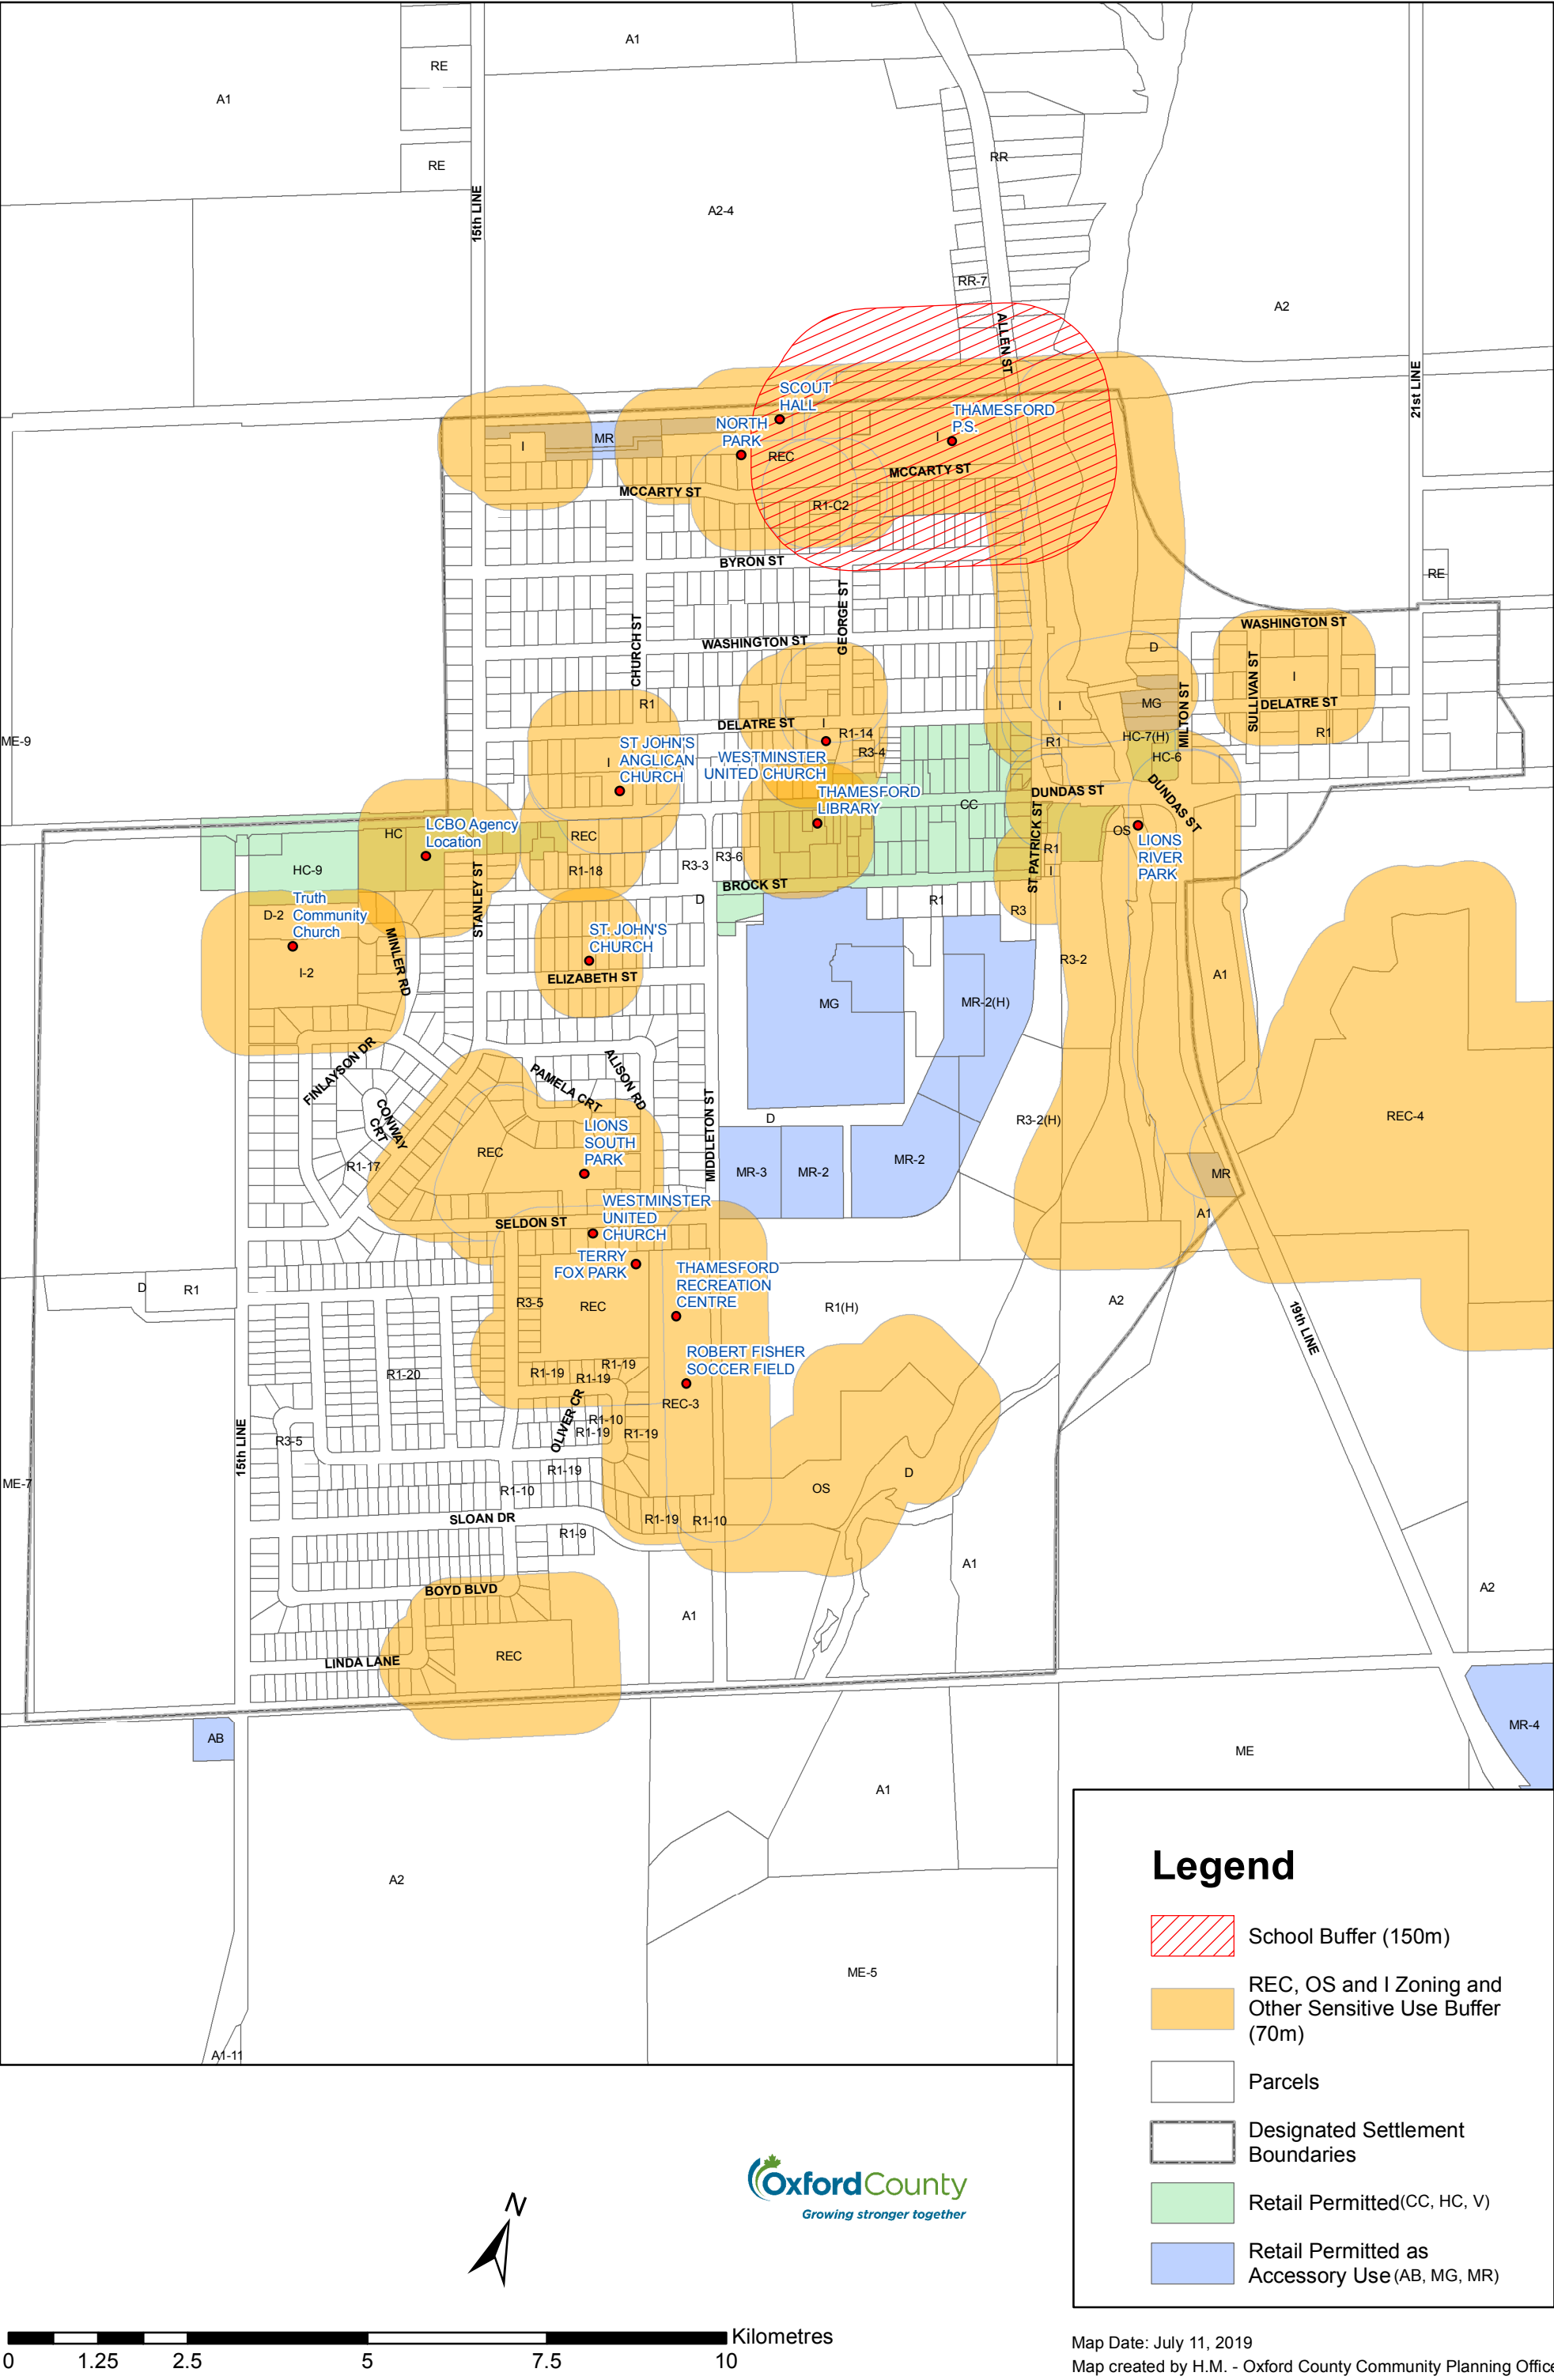 A1
RE
A1
RE
15th LINE
A2-4
RR
RR-7
A2
ALLEN ST
21st LINE
SCOUT
HALL
NORTH
PARK
THAMESFORD
P.S.
I
MR
REC
I
MCCARTY ST
MCCARTY ST
R1-C2
BYRON ST
RE
CHURCH ST
GEORGE ST
WASHINGTON ST
WASHINGTON ST
D
SULLIVAN ST
I
MILTON ST
DELATRE ST
R1
R1
DELATRE ST
I
R1-14
R3-4
I
MG
R1
HC-7(H)
HC-6
ME-9
ST JOHN'S
ANGLICAN
CHURCH
I
WESTMINSTER
UNITED CHURCH
THAMESFORD
LIBRARY
CC
DUNDAS ST
DUNDAS ST
ST PATRICK ST
OS
LIONS
RIVER
PARK
R1
I
HC
LCBO Agency
Location
REC
HC-9
R1-18
R3-3
R3-6
BROCK ST
STANLEY ST
D
R1
R3
Truth
Community
Church
D-2
I-2
MINLER RD
ST. JOHN'S
CHURCH
ELIZABETH ST
R3-2
A1
MG
MR-2(H)
FINLAYSON DR
CONWAY
CRT
PAMELA CRT
ALISON RD
MIDDLETON ST
D
R3-2(H)
REC-4
LIONS
SOUTH
PARK
REC
R1-17
MR-3
MR-2
MR-2
MR
A1
SELDON ST
WESTMINSTER
UNITED
CHURCH
TERRY
FOX PARK
THAMESFORD
RECREATION
CENTRE
D
R1
R3-5
REC
R1(H)
A2
19th LINE
ROBERT FISHER
SOCCER FIELD
REC-3
R1-20
R1-19
R1-19
R1-19
OLIVER CR
R1-10
R1-19
R1-19
15th LINE
R3-5
R1-19
R1-10
ME-7
OS
D
SLOAN DR
R1-19
R1-10
R1-9
A1
BOYD BLVD
A1
A2
LINDA LANE
REC
AB
MR-4
ME
A1
A2
ME-5
A1-11
Legend
School Buffer (150m)
REC, OS and I Zoning and
Other Sensitive Use Buffer
(70m)
Parcels
Designated Settlement
Boundaries
Retail Permitted(CC, HC, V)
Retail Permitted as
Accessory Use (AB, MG, MR)
OxfordCounty
Growing stronger together
N
Kilometres
0 1.25 2.5 5 7.5 10
Map Date: July 11, 2019
Map created by H.M. - Oxford County Community Planning Office